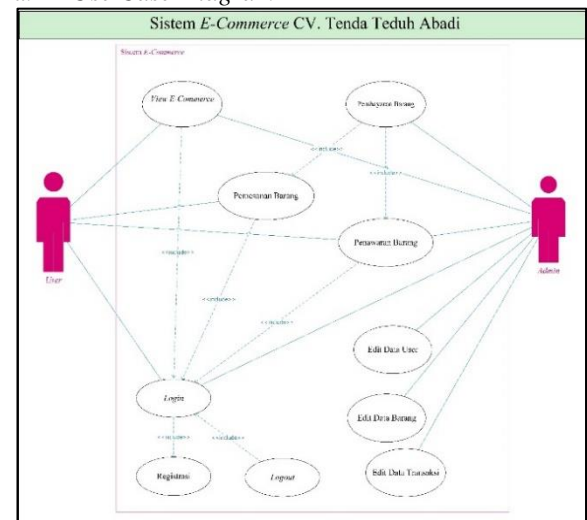 Sistem E-Commerce CV. Tenda Teduh Abadi
Sistem E-Commerce
View E-Commerce
Pembayaran Barang
<<include>>
<<include>>
Pemesanan Barang
Penawaran Barang
User
Admin
<<include>>
<<include>>
<<include>>
Edit Data User
Login
Edit Data Barang
<<include>>
<<include>>
Registrasi
Logout
Edit Data Transaksi